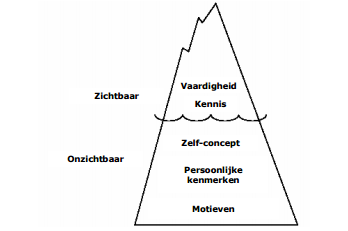 Vaardigheid
Zichtbaar
Kennis
Zelf-concept
Onzichtbaar
Persoonlijke
kenmerken
Motieven